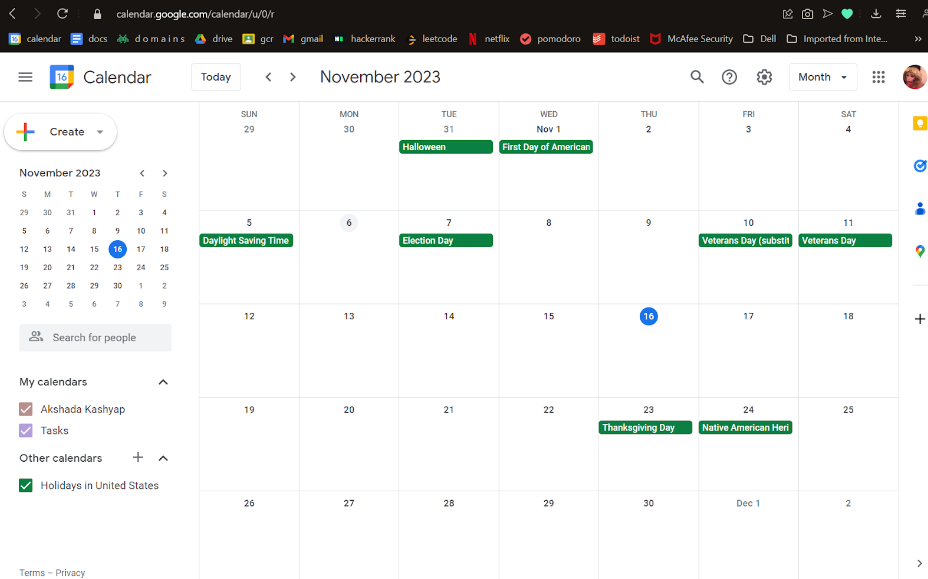 calendar.google.com/calendar/u/0/r
calendar docs d o m a i n s drive gcr gmail hackerrank leetcode netflix pomodoro todoist McAfee Security Dell Imported from Inte... »
16 Calendar Today November 2023 Month
Create
November 2023
S M T W T F S
29 30 31 1 2 3 4
5 6 7 8 9 10 11
12 13 14 15 16 17 18
19 20 21 22 23 24 25
26 27 28 29 30 1 2
3 4 5 6 7 8 9
Search for people
My calendars
Akshada Kashyap
Tasks
Other calendars
Holidays in United States
Terms – Privacy
SUN MON TUE WED THU FRI SAT
29 30 31 Nov 1 2 3 4
Halloween First Day of American
5 6 7 8 9 10 11
Daylight Saving Time Election Day Veterans Day (substit Veterans Day
12 13 14 15 16 17 18
19 20 21 22 23 24 25
Thanksgiving Day Native American Heri
26 27 28 29 30 Dec 1 2